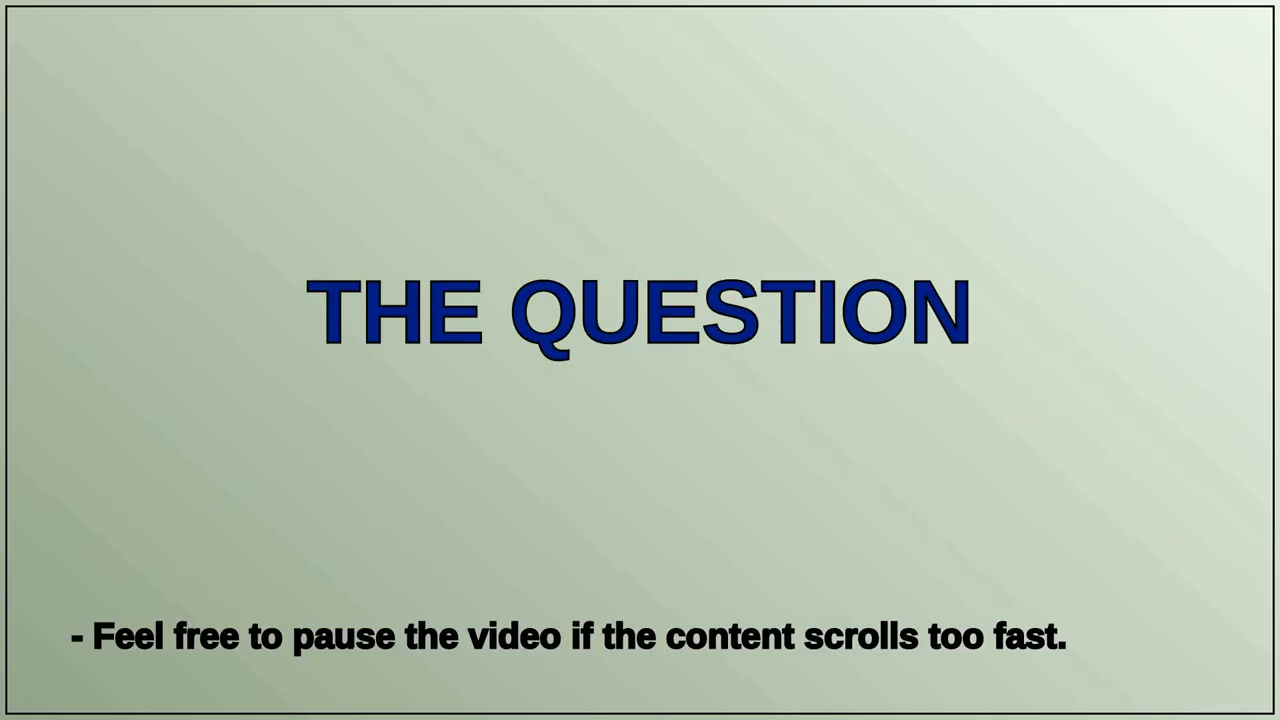 THE QUESTION
- Feel free to pause the video if the content scrolls too fast.